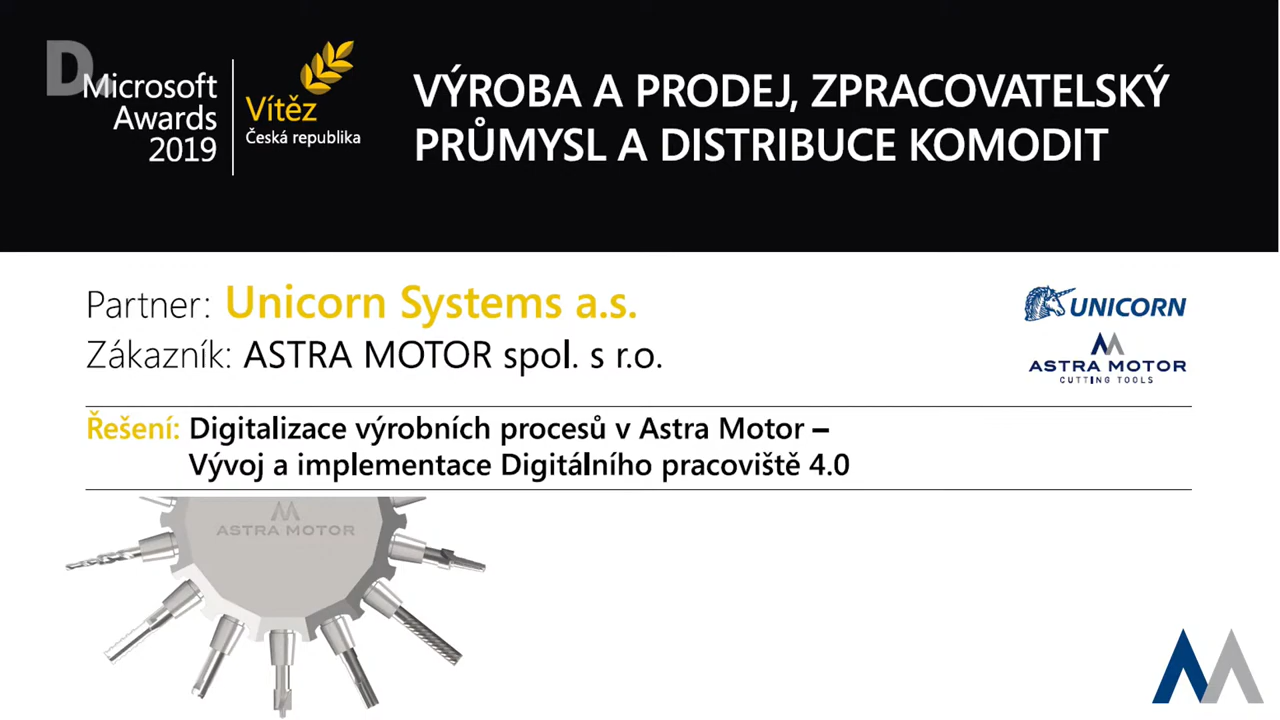 D.
Microsoft
Awards
2019
Vítěz
Česká republika
VÝROBA A PRODEJ, ZPRACOVATELSKÝ
PRŮMYSL A DISTRIBUCE KOMODIT
Partner: Unicorn Systems a.s.
Zákazník: ASTRA MOTOR spol. s r.o.
UNICORN
ASTRA MOTOR
CUTTING TOOLS
Řešení: Digitalizace výrobních procesů v Astra Motor –
Vývoj a implementace Digitálního pracoviště 4.0
ASTRA MOTOR